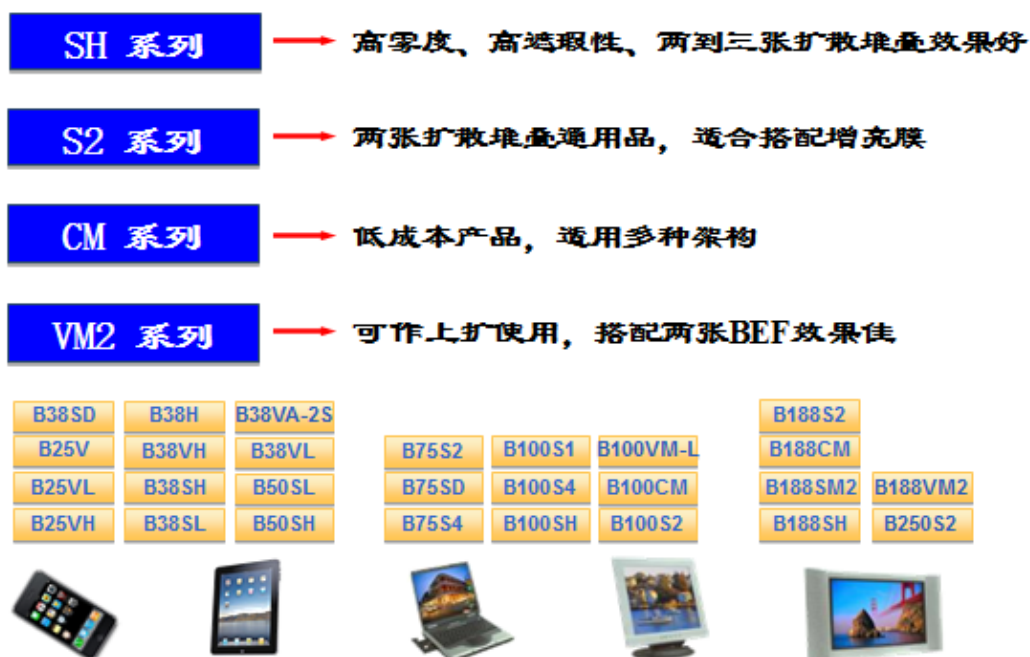 SH 系列 高雾度、高遮瑕性、两到三张扩散堆叠效果好
S2 系列 两张扩散堆叠通用品，适合搭配增亮膜
CM 系列 低成本产品，适用多种架构
VM2 系列 可作上扩使用，搭配两张BEF效果佳
B38SD B38H B38VA-2S B188S2
B25V B38VH B38VL B75S2 B100S1 B100VM-L B188CM
B25VL B38SH B50SL B75SD B100S4 B100CM B188SM2 B188VM2
B25VH B38SL B50SH B75S4 B100SH B100S2 B188SH B250S2